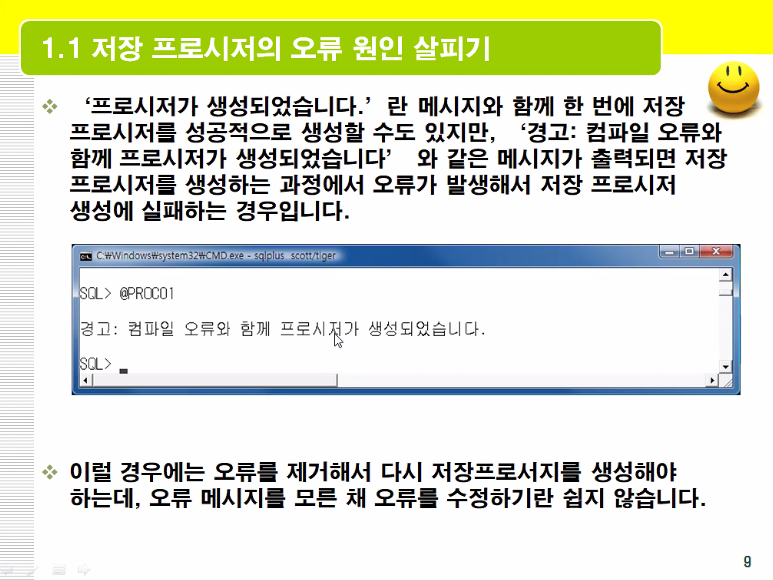 1.1 저장 프로시저의 오류 원인 살피기
‘프로시저가 생성되었습니다.’란 메시지와 함께 한 번에 저장
프로시저를 성공적으로 생성할 수도 있지만, ‘경고: 컴파일 오류와
함께 프로시저가 생성되었습니다’ 와 같은 메시지가 출력되면 저장
프로시저를 생성하는 과정에서 오류가 발생해서 저장 프로시저
생성에 실패하는 경우입니다.
C:\Windows\system32\CMD.exe - sqlplus scott/tiger
SQL> @PROC01
경고: 컴파일 오류와 함께 프로시저가 생성되었습니다.
SQL>
이럴 경우에는 오류를 제거해서 다시 저장프로서지를 생성해야
하는데, 오류 메시지를 모른 채 오류를 수정하기란 쉽지 않습니다.
9